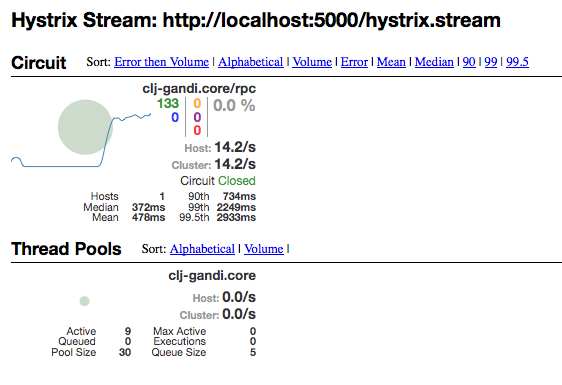 Hystrix Stream: http://localhost:5000/hystrix.stream
Circuit Sort: Error then Volume | Alphabetical | Volume | Error | Mean | Median | 90 | 99 | 99.5
clj-gandi.core/rpc
133 0 0.0 %
0 0
0
Host: 14.2/s
Cluster: 14.2/s
Circuit Closed
Hosts 1 90th 734ms
Median 372ms 99th 2249ms
Mean 478ms 99.5th 2933ms
Thread Pools Sort: Alphabetical | Volume |
clj-gandi.core
Host: 0.0/s
Cluster: 0.0/s
Active 9 Max Active 0
Queued 0 Executions 0
Pool Size 30 Queue Size 5